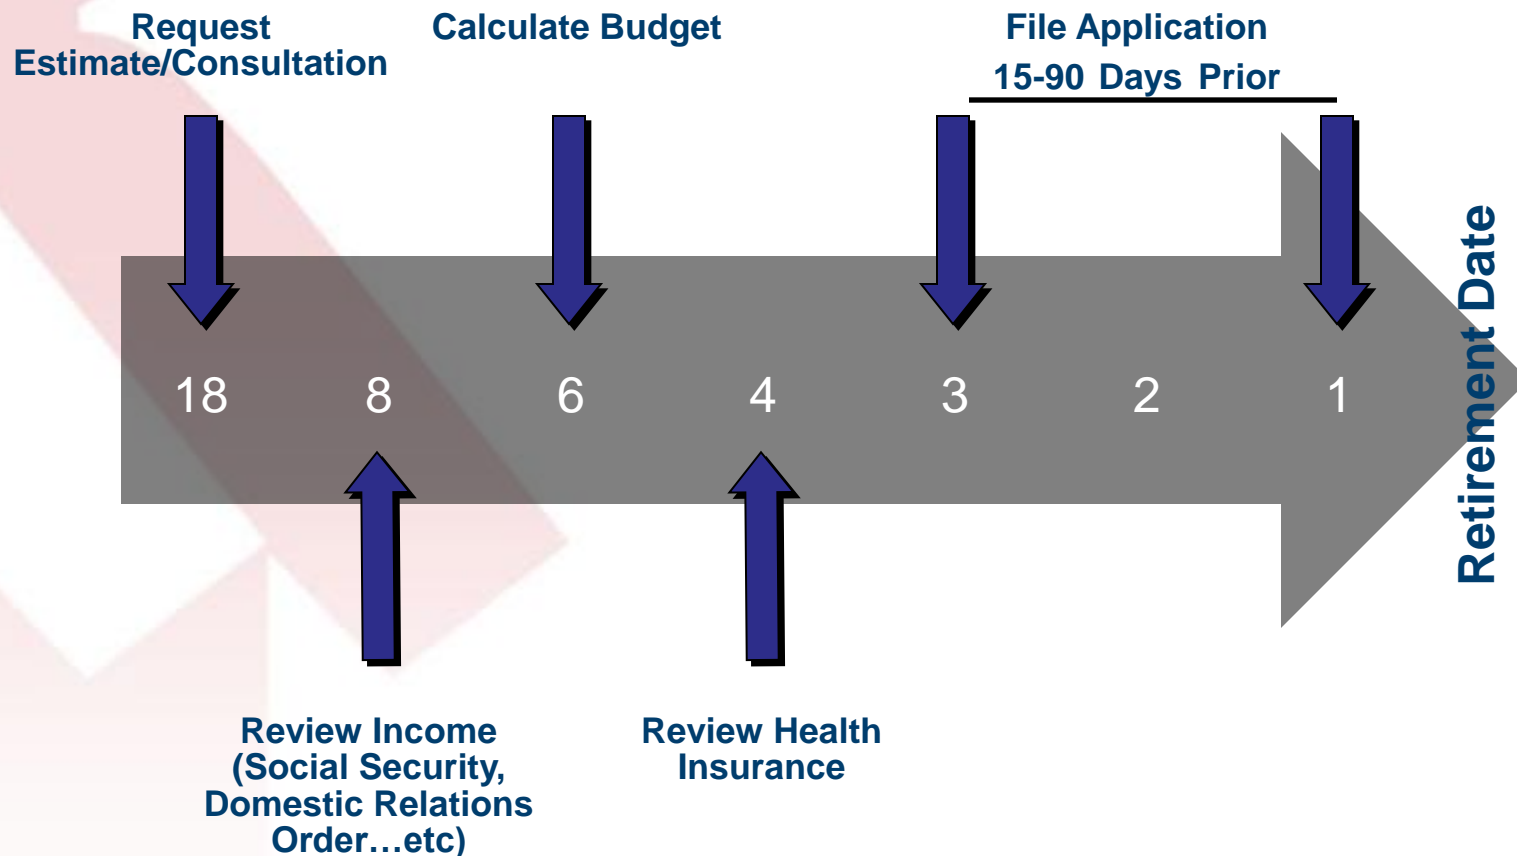 Request
Estimate/Consultation
Calculate Budget
File Application
15-90 Days Prior
18
8
6
4
3
2
1
Retirement Date
Review Income
(Social Security,
Domestic Relations
Order…etc)
Review Health
Insurance